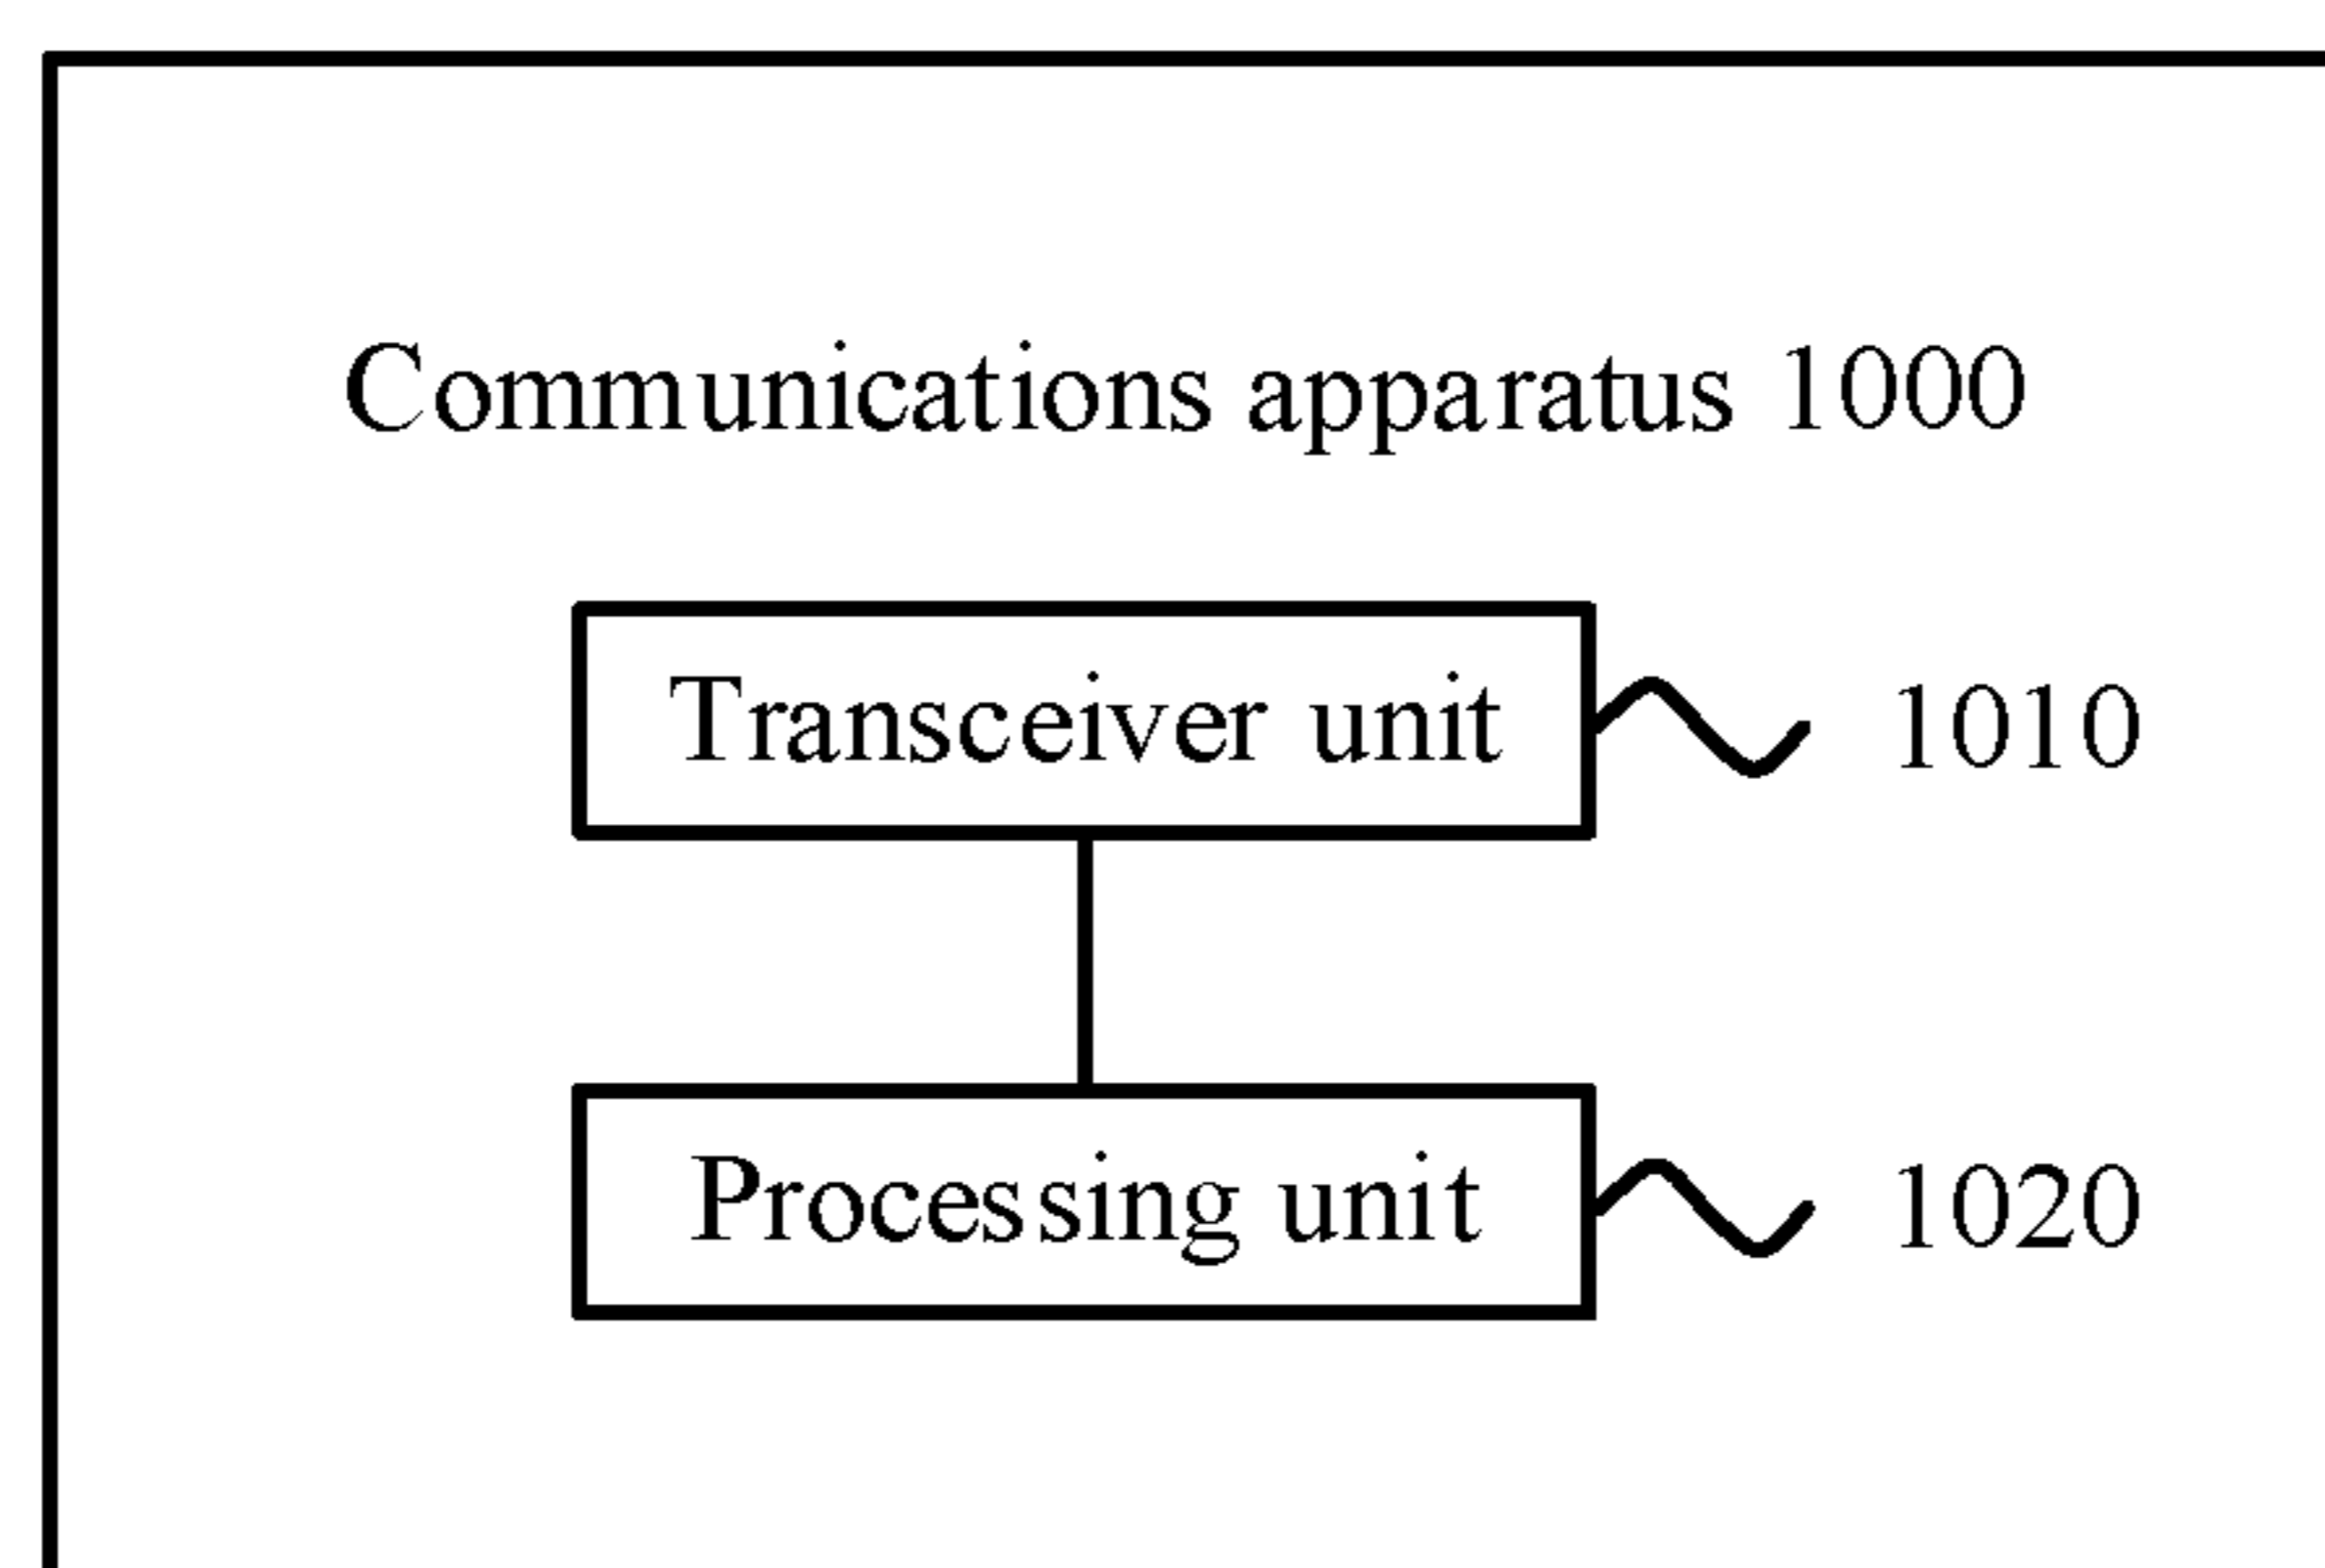 Communications apparatus 1000
Transceiver unit 1010
Processing unit 1020